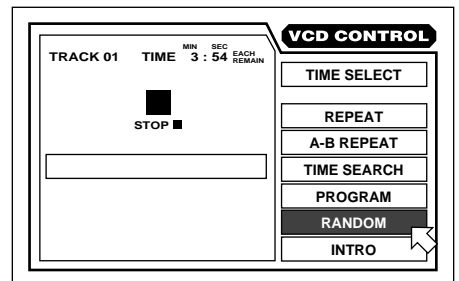 VCD CONTROL
MIN SEC
TRACK 01 TIME 3 : 54 EACH REMAIN
STOP
TIME SELECT
REPEAT
A-B REPEAT
TIME SEARCH
PROGRAM
RANDOM
INTRO